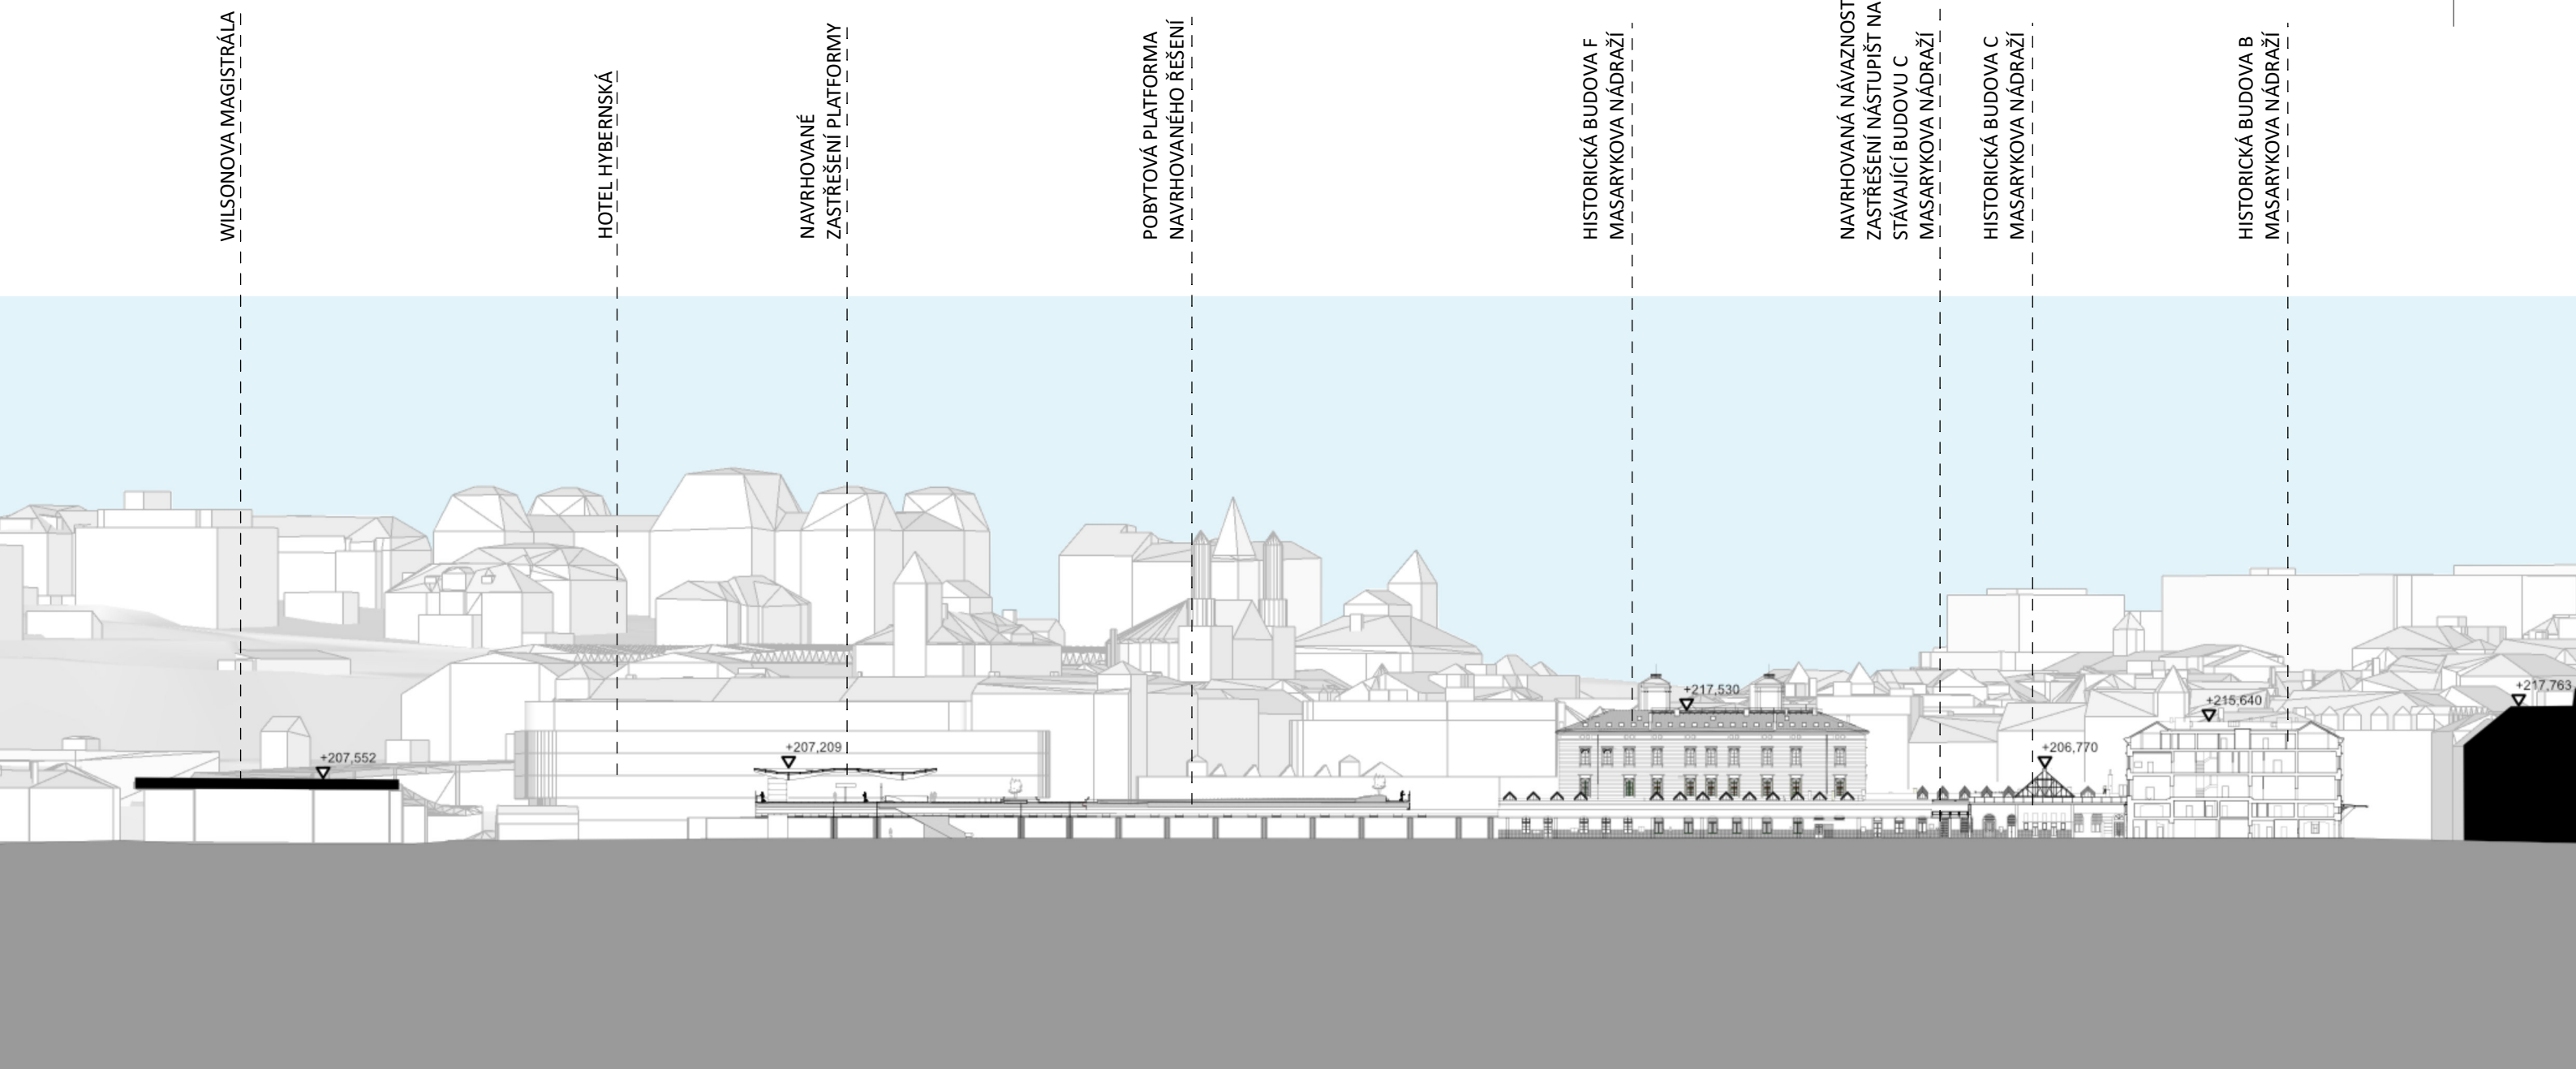 WILSONOVA MAGISTRÁLA
HOTEL HYBERNSKÁ
NAVRHOVANÉ
ZASTŘEŠENÍ PLATFORMY
POBYTOVÁ PLATFORMA
NAVRHOVANÉHO ŘEŠENÍ
HISTORICKÁ BUDOVA F
MASARYKOVA NÁDRAŽÍ
NAVRHOVANÁ NÁVAZNOST
ZASTŘEŠENÍ NÁSTUPIŠT NA
STÁVAJÍCÍ BUDOVU C
MASARYKOVA NÁDRAŽÍ
HISTORICKÁ BUDOVA C
MASARYKOVA NÁDRAŽÍ
HISTORICKÁ BUDOVA B
MASARYKOVA NÁDRAŽÍ
+207,552
+207,209
+217,530
+206,770
+215,640
+217,763